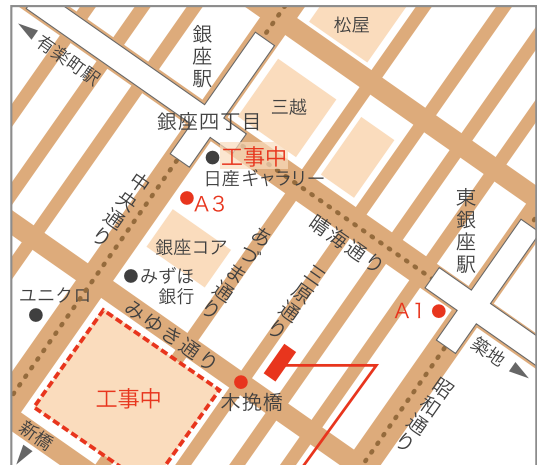 松屋
有楽町駅
銀座駅
三越
銀座四丁目
工事中
日産ギャラリー
中央通り
A3
東銀座駅
晴海通り
あづま通り
銀座コア
三原通り
みずほ
銀行
ユニクロ
みゆき通り
A1
築地
工事中
木挽橋
昭和通り
新橋